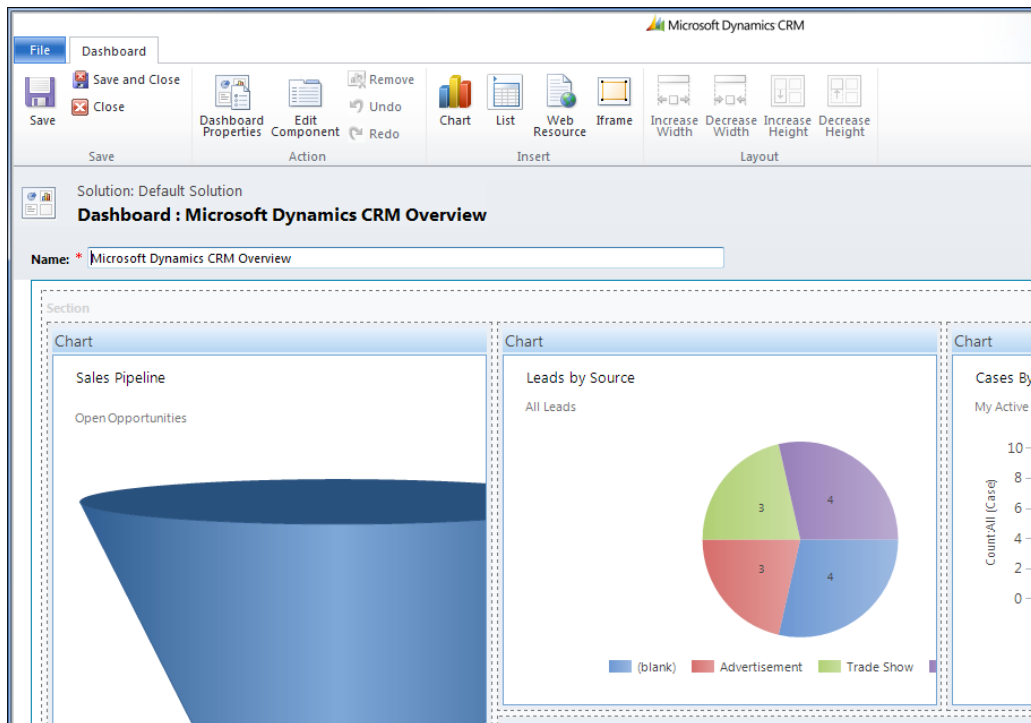 Microsoft Dynamics CRM
File
Dashboard
Save
Save and Close
Close
Save
Dashboard
Properties
Edit
Component
Remove
Undo
Redo
Action
Chart
List
Web
Resource
Iframe
Insert
Increase
Width
Decrease
Width
Increase
Height
Decrease
Height
Layout
Solution: Default Solution
Dashboard : Microsoft Dynamics CRM Overview
Name: * Microsoft Dynamics CRM Overview
Section
Chart
Sales Pipeline
Open Opportunities
Chart
Leads by Source
All Leads
3
4
3
4
(blank)
Advertisement
Trade Show
Chart
Cases By
My Active
Count:All (Case)
10
8
6
4
2
0